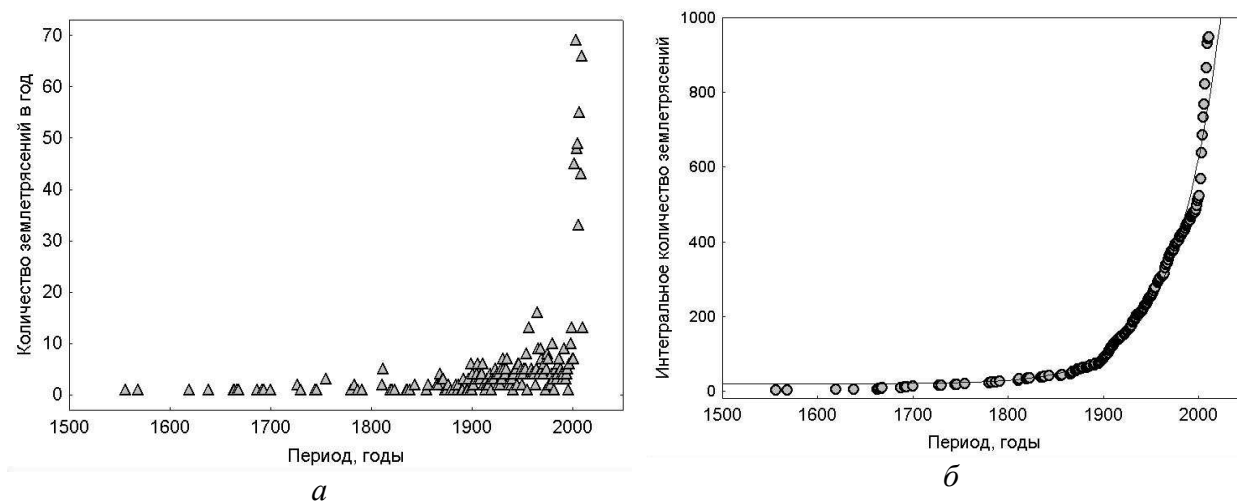 Количество землетрясений в год
70
60
50
40
30
20
10
0
1500 1600 1700 1800 1900 2000
Период, годы
а
Интегральное количество землетрясений
1000
800
600
400
200
0
1500 1600 1700 1800 1900 2000
Период, годы
б